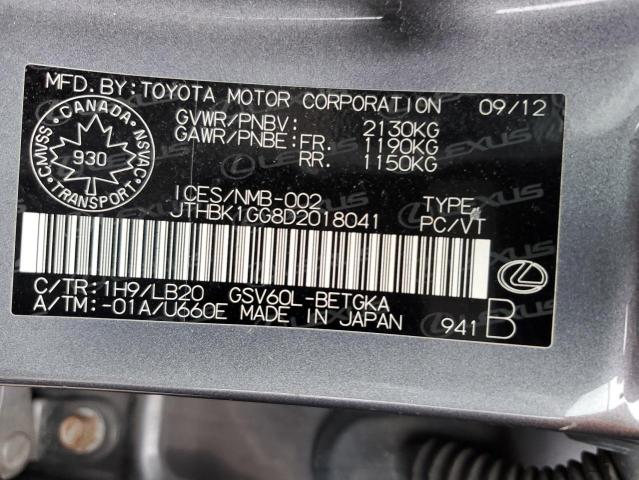 MFD. BY: TOYOTA MOTOR CORPORATION 09/12
GVWR/PNBV: 2130KG
GAWR/PNBE: FR. 1190KG
RR. 1150KG
CANADA
CMVSS NSVAC
930
TRANSPORT
ICES/NMB-002 TYPE
JTHBK1GG8D2018041 PC/VT
C/TR: 1H9/LB20 GSV60L-BETGKA
A/TM: -01A/U660E MADE IN JAPAN 941 B
LEXUS